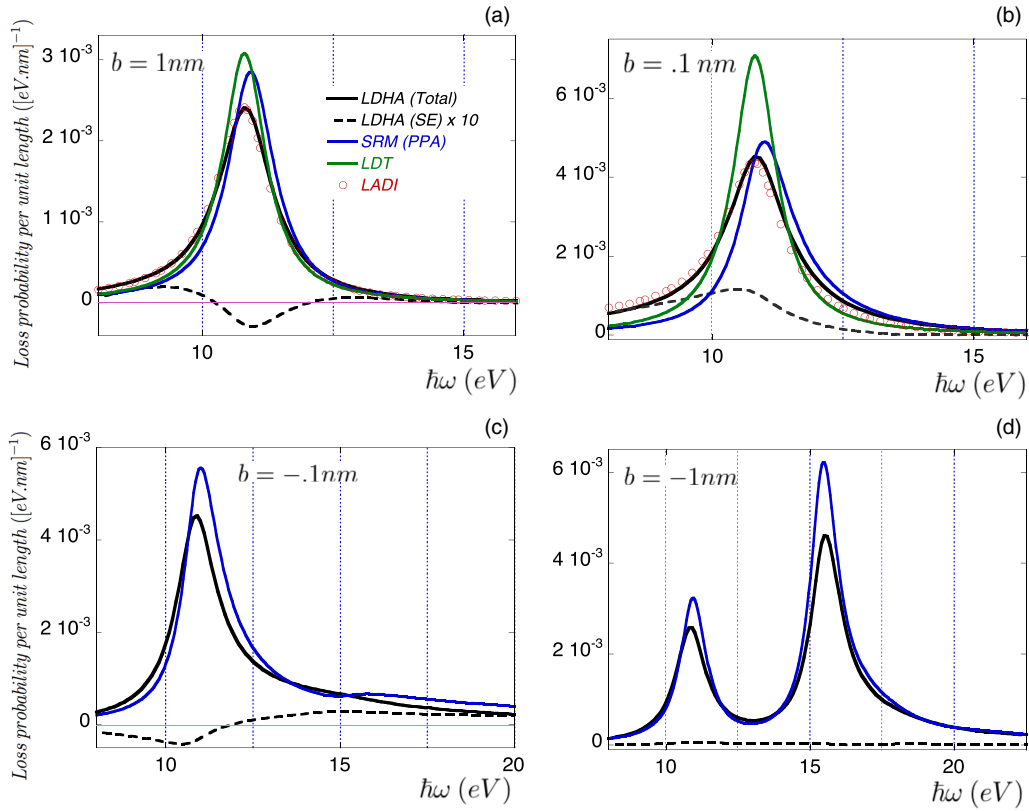 (a)
Loss probability per unit length ([eV.nm]⁻¹)
3 10⁻³
2 10⁻³
1 10⁻³
0
b = 1nm
LDHA (Total)
LDHA (SE) x 10
SRM (PPA)
LDT
LADI
10
15
ħω (eV)
(b)
6 10⁻³
4 10⁻³
2 10⁻³
0
b = .1 nm
10
15
ħω (eV)
(c)
Loss probability per unit length ([eV.nm]⁻¹)
6 10⁻³
4 10⁻³
2 10⁻³
0
b = −.1nm
10
15
20
ħω (eV)
(d)
6 10⁻³
4 10⁻³
2 10⁻³
0
b = −1nm
10
15
20
ħω (eV)